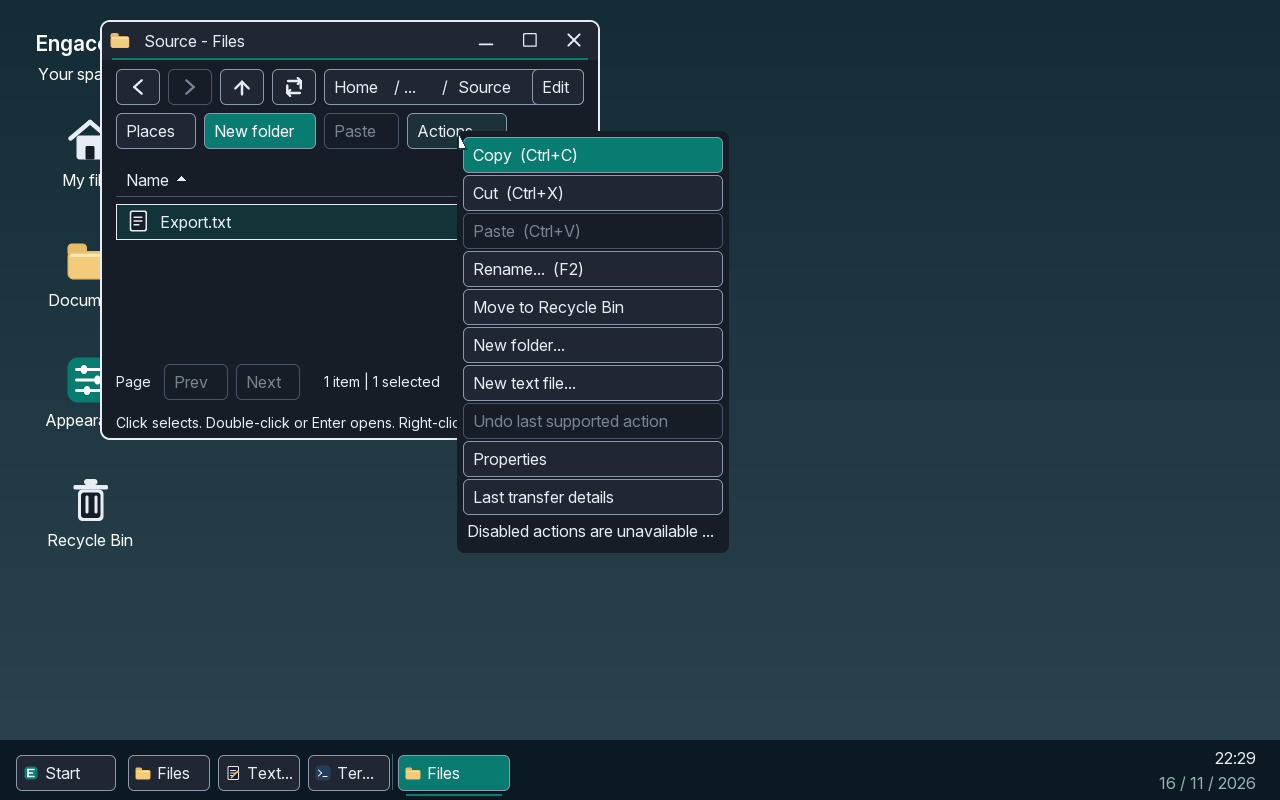 Engace
Your spa
My fil
Docum
Appeara
Recycle Bin
Source - Files
Home / ... / Source Edit
Places New folder Paste Actions
Name
Export.txt
Page Prev Next 1 item | 1 selected
Click selects. Double-click or Enter opens. Right-clic
Copy (Ctrl+C)
Cut (Ctrl+X)
Paste (Ctrl+V)
Rename... (F2)
Move to Recycle Bin
New folder...
New text file...
Undo last supported action
Properties
Last transfer details
Disabled actions are unavailable ...
Start Files Text... Ter... Files
22:29
16 / 11 / 2026